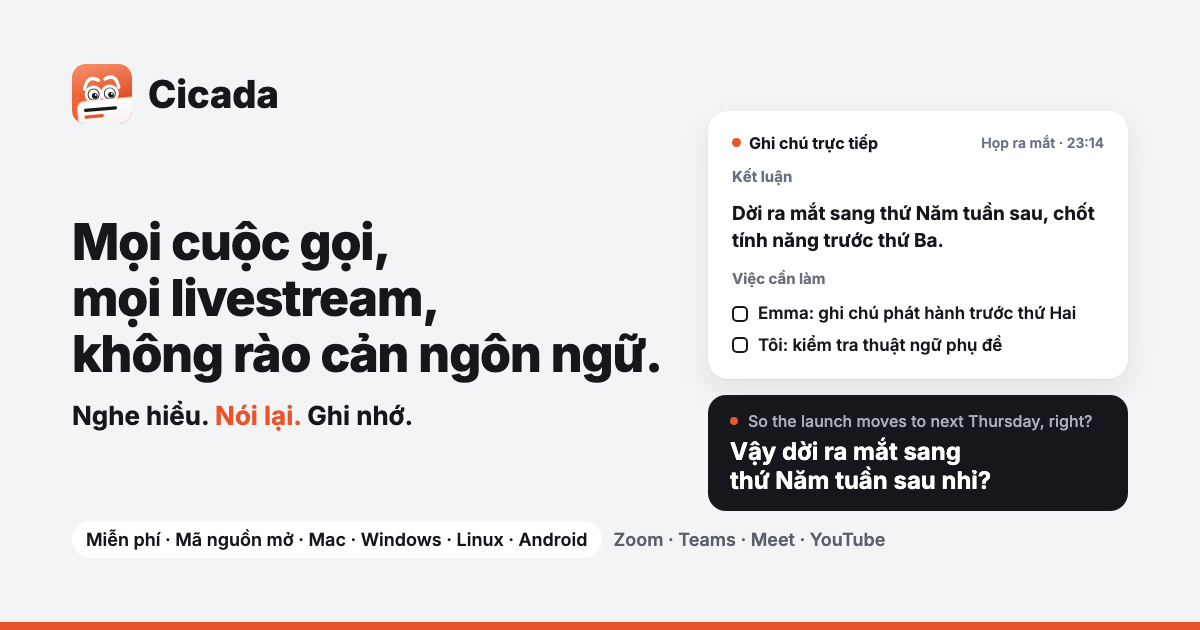 Cicada
Mọi cuộc gọi,
mọi livestream,
không rào cản ngôn ngữ.
Nghe hiểu. Nói lại. Ghi nhớ.
Ghi chú trực tiếp
Họp ra mắt · 23:14
Kết luận
Dời ra mắt sang thứ Năm tuần sau, chốt
tính năng trước thứ Ba.
Việc cần làm
Emma: ghi chú phát hành trước thứ Hai
Tôi: kiểm tra thuật ngữ phụ đề
So the launch moves to next Thursday, right?
Vậy dời ra mắt sang
thứ Năm tuần sau nhỉ?
Miễn phí · Mã nguồn mở · Mac · Windows · Linux · Android
Zoom · Teams · Meet · YouTube